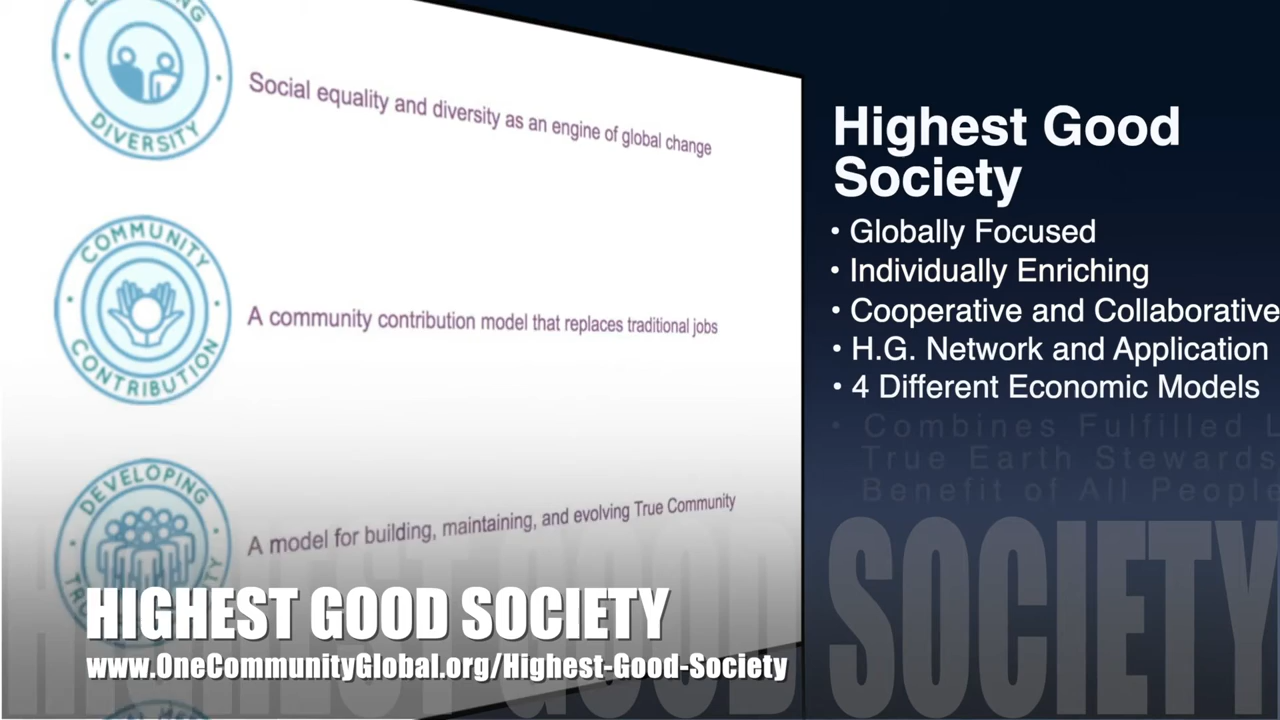 DIVERSITY
Social equality and diversity as an engine of global change
COMMUNITY
CONTRIBUTION
A community contribution model that replaces traditional jobs
DEVELOPING
A model for building, maintaining, and evolving True Community
HIGHEST GOOD SOCIETY
www.OneCommunityGlobal.org/Highest-Good-Society
Highest Good
Society
• Globally Focused
• Individually Enriching
• Cooperative and Collaborative
• H.G. Network and Application
• 4 Different Economic Models
• Combines Fulfilled L
True Earth Stewards
Benefit of All People
HIGHEST GOOD SOCIETY